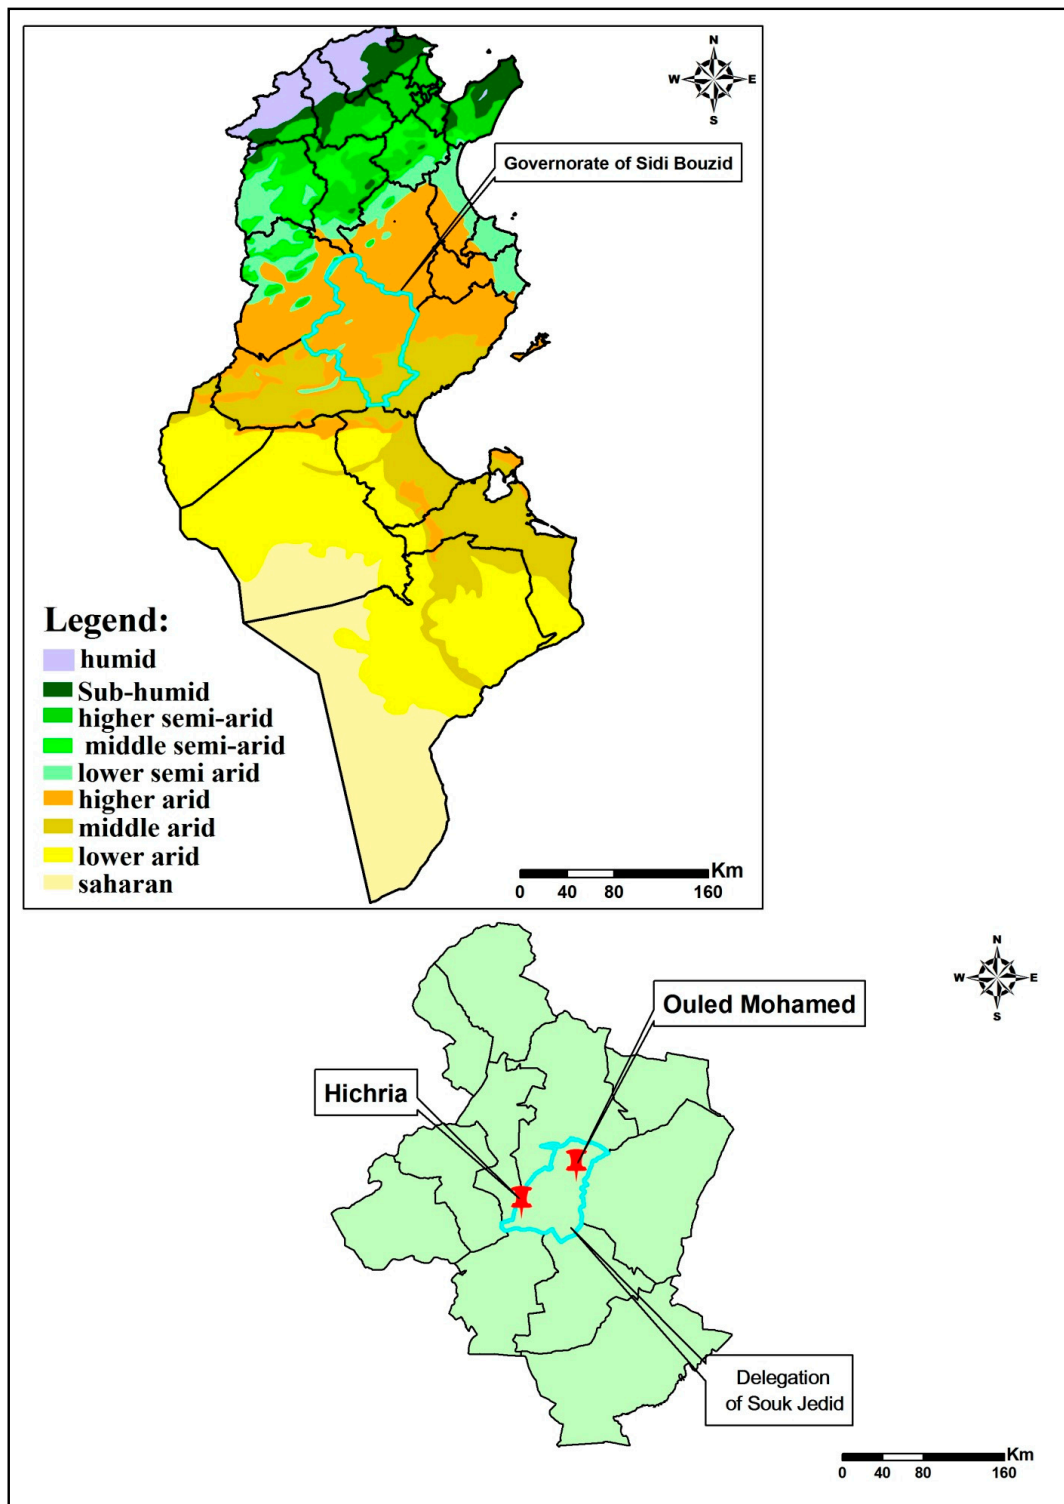 N
W E
S
Governorate of Sidi Bouzid
Legend:
humid
Sub-humid
higher semi-arid
middle semi-arid
lower semi arid
higher arid
middle arid
lower arid
saharan
Km
0 40 80 160
N
W E
S
Ouled Mohamed
Hichria
Delegation
of Souk Jedid
Km
0 40 80 160